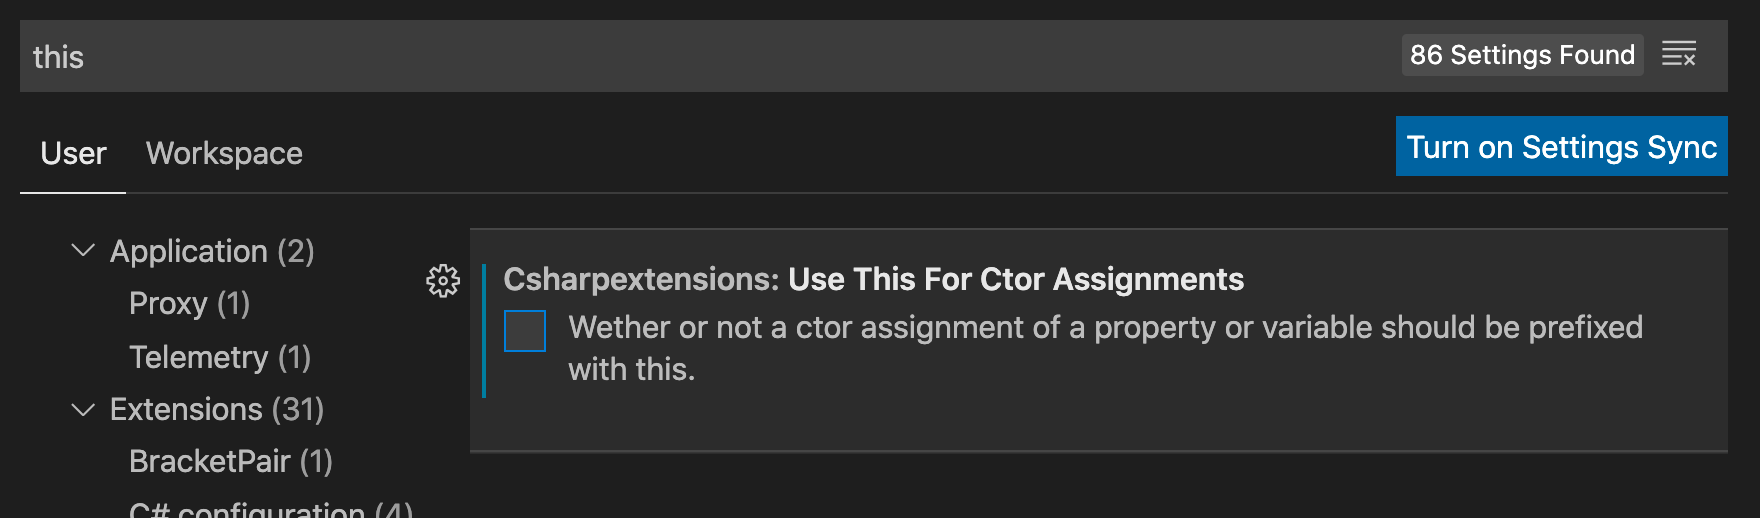 this
86 Settings Found
User
Workspace
Turn on Settings Sync
Application (2)
Proxy (1)
Telemetry (1)
Extensions (31)
BracketPair (1)
C# configuration (4)
Csharpextensions: Use This For Ctor Assignments
Wether or not a ctor assignment of a property or variable should be prefixed
with this.